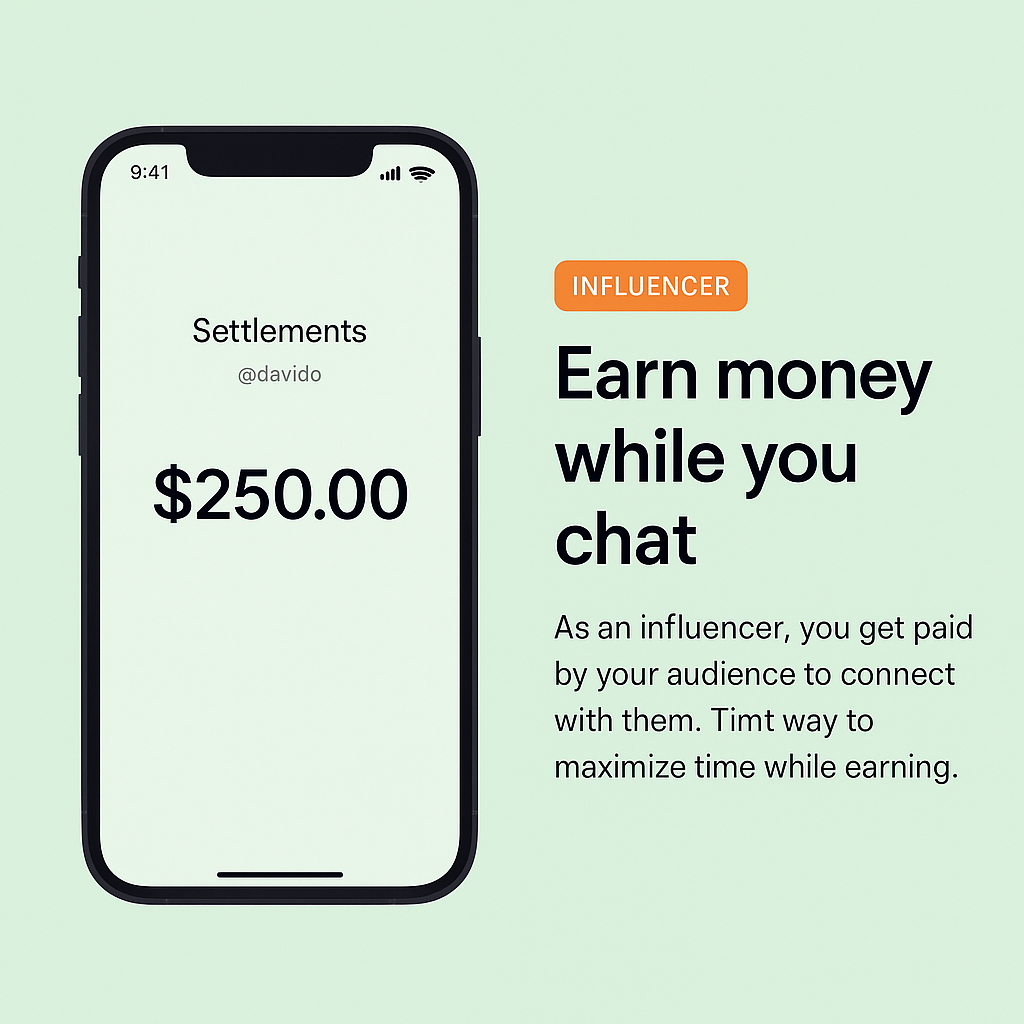 9:41
Settlements
@davido
$250.00
INFLUENCER
Earn money
while you
chat
As an influencer, you get paid
by your audience to connect
with them. Timt way to
maximize time while earning.